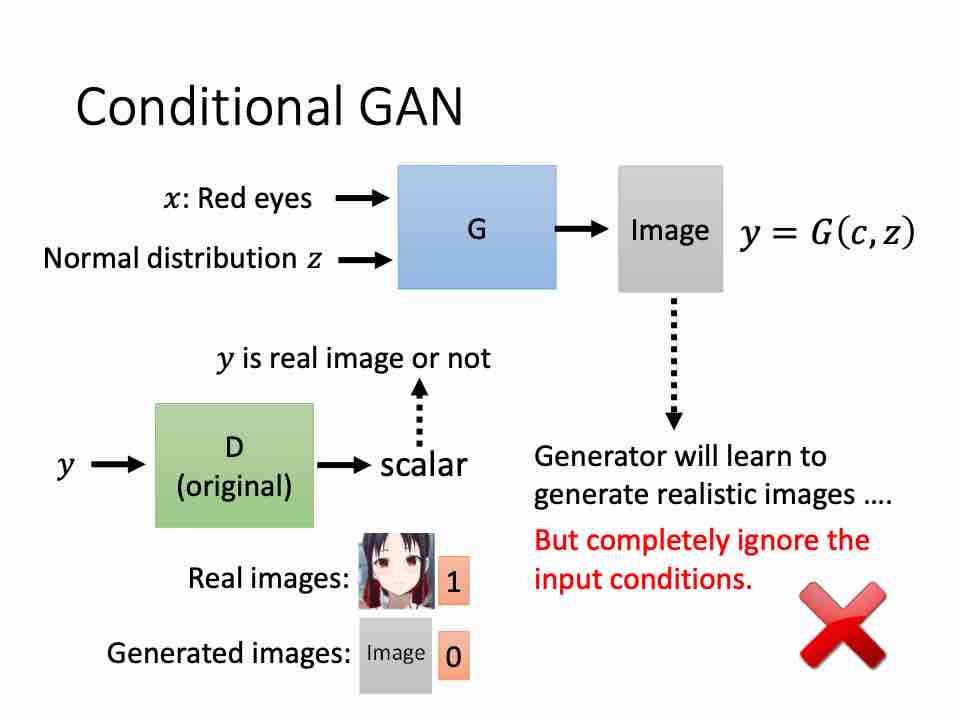 Conditional GAN
𝑥: Red eyes
Normal distribution 𝑧
G
Image
𝑦 = 𝐺(𝑐, 𝑧)
𝑦 is real image or not
𝑦
D
(original)
scalar
Generator will learn to
generate realistic images ….
But completely ignore the
input conditions.
Real images:
1
Generated images:
Image
0